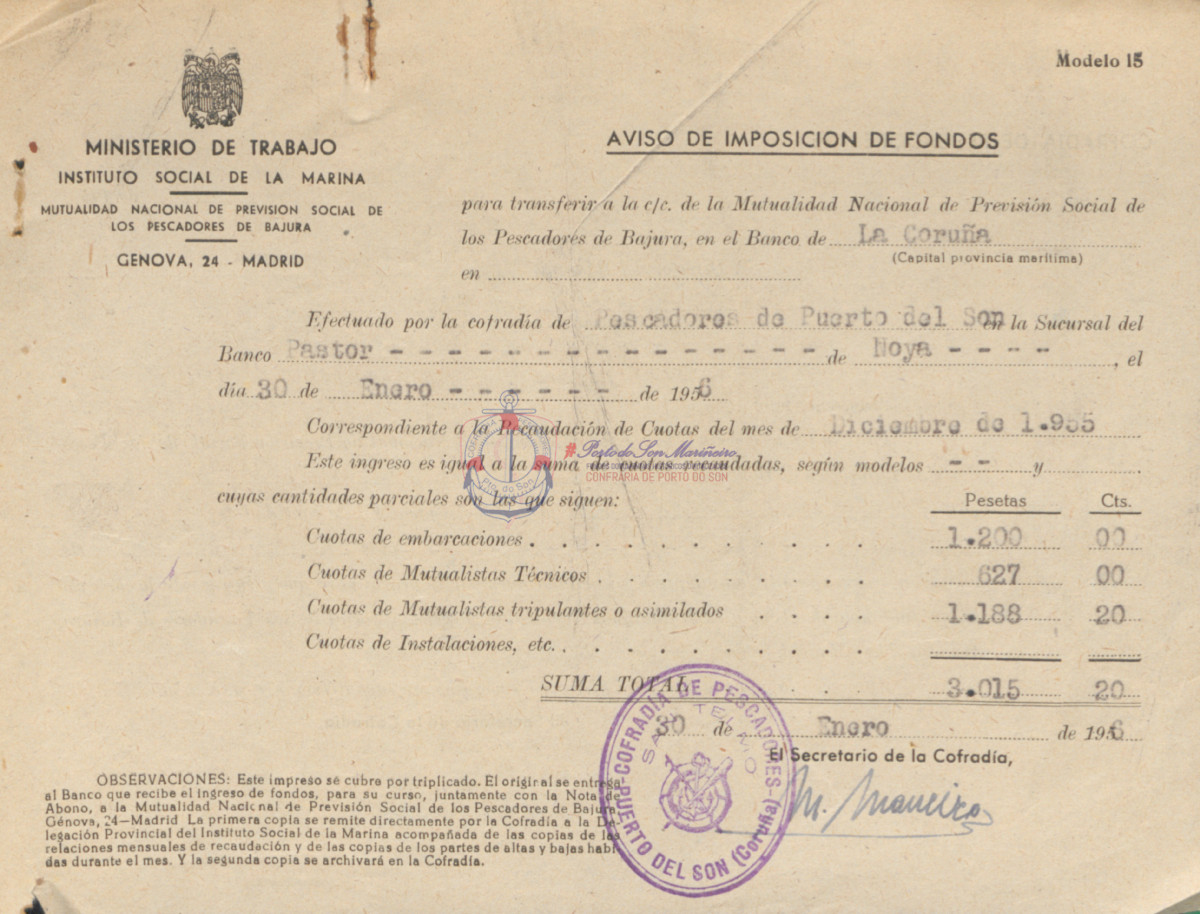 Modelo 15
MINISTERIO DE TRABAJO
INSTITUTO SOCIAL DE LA MARINA
MUTUALIDAD NACIONAL DE PREVISION SOCIAL DE
LOS PESCADORES DE BAJURA
GENOVA, 24 - MADRID
AVISO DE IMPOSICION DE FONDOS
para transferir a la c/c. de la Mutualidad Nacional de Previsión Social de
los Pescadores de Bajura, en el Banco de La Coruña
(Capital provincia marítima)
en
Efectuado por la cofradía de Pescadores de Puerto del Son en la Sucursal del
Banco Pastor - - - - - - - - - - - - - - - de Noya - - - - , el
día 30 de Enero - - - - - - de 1956
Correspondiente a la Recaudación de Cuotas del mes de Diciembre de 1.955
Este ingreso es igual a la suma de cuotas recaudadas, según modelos - - y
cuyas cantidades parciales son las que siguen: Pesetas Cts.
Cuotas de embarcaciones . . . . . . . . . . 1.200 00
Cuotas de Mutualistas Técnicos . . . . . . . . 627 00
Cuotas de Mutualistas tripulantes o asimilados . . . . 1.188 20
Cuotas de Instalaciones, etc. . . . . . . . . .
SUMA TOTAL . . 3.015 20
30 de Enero de 1956
El Secretario de la Cofradía,
M. Maneiro
COFRADÍA DE PESCADORES
SAN TELMO
PUERTO DEL SON (Coruña)
OBSERVACIONES: Este impreso se cubre por triplicado. El original se entrega
al Banco que recibe el ingreso de fondos, para su curso, juntamente con la Nota de
Abono, a la Mutualidad Nacional de Previsión Social de los Pescadores de Bajura
Génova, 24—Madrid La primera copia se remite directamente por la Cofradía a la De-
legación Provincial del Instituto Social de la Marina acompañada de las copias de las
relaciones mensuales de recaudación y de las copias de los partes de altas y bajas habi-
das durante el mes. Y la segunda copia se archivará en la Cofradía.
#Porto do Son Mariñeiro
CONFRARÍA DE PORTO DO SON
Pto. do Son